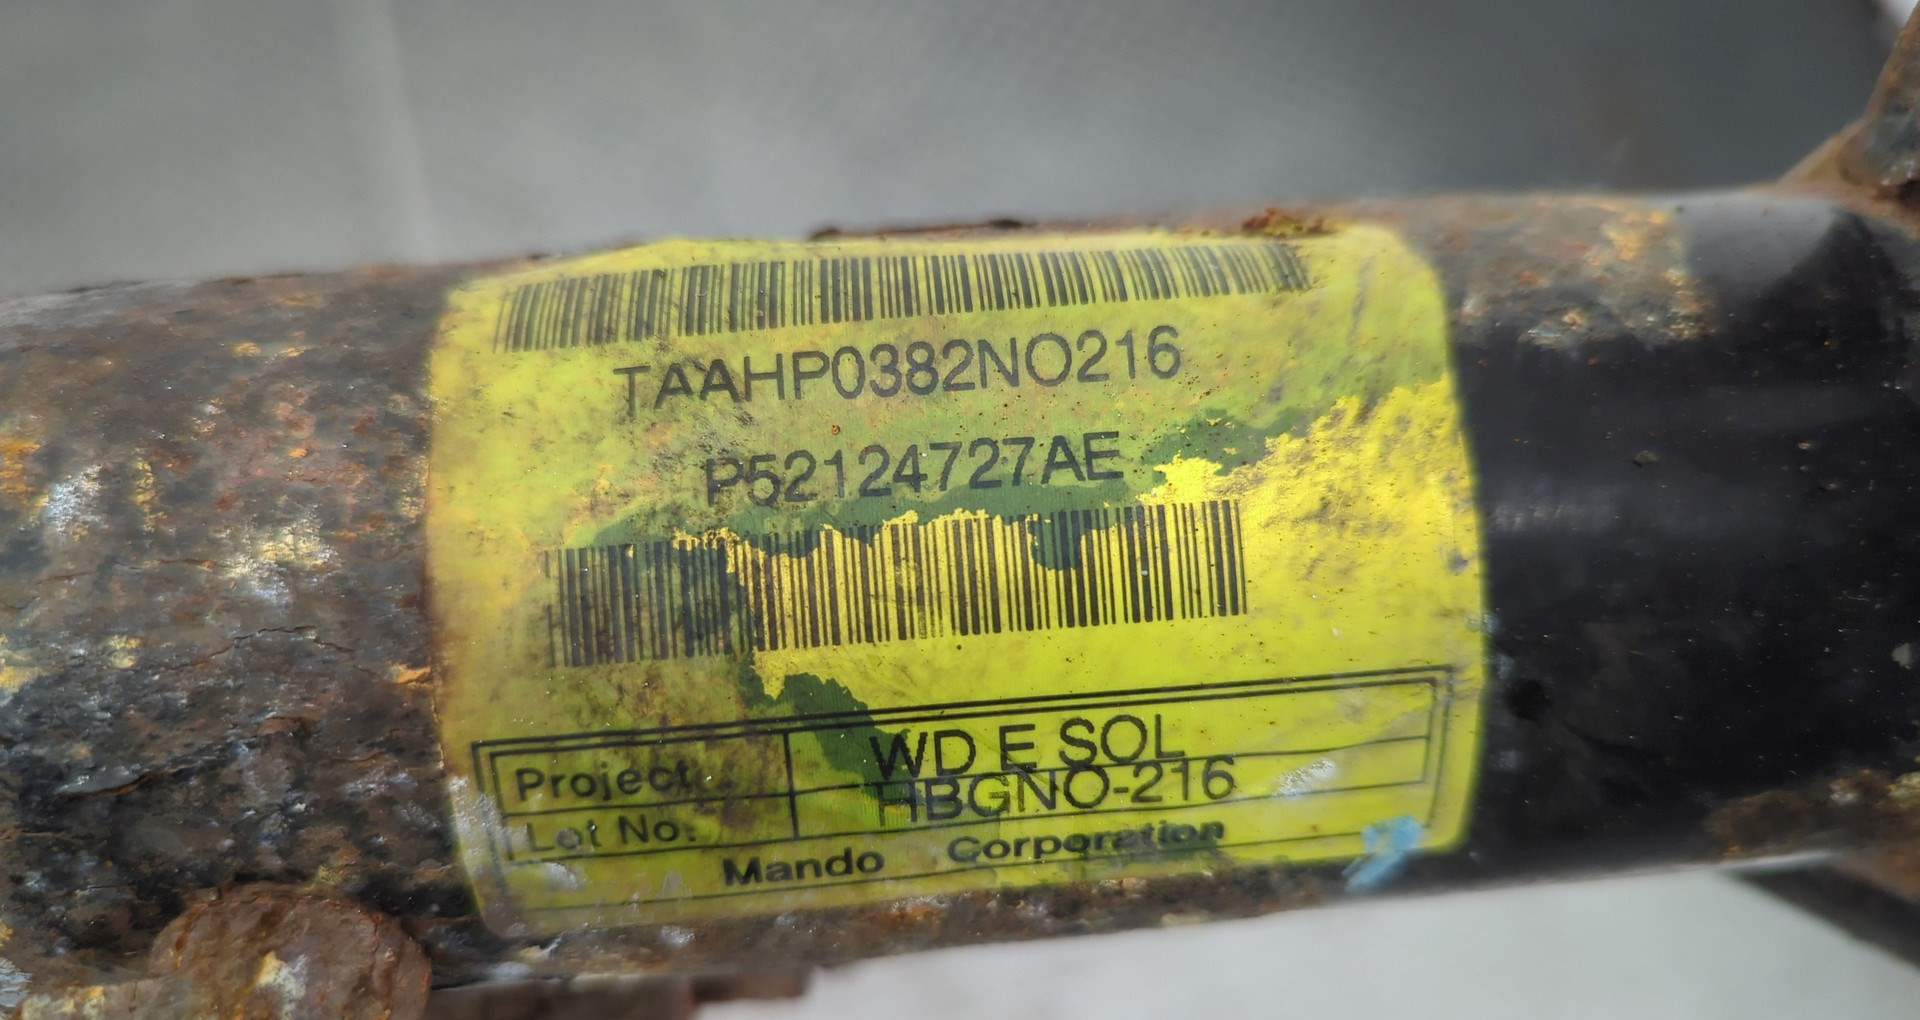 TAAHP0382NO216
P52124727AE
Project WD E SOL
Lot No. HBGNO-216
Mando Corporation